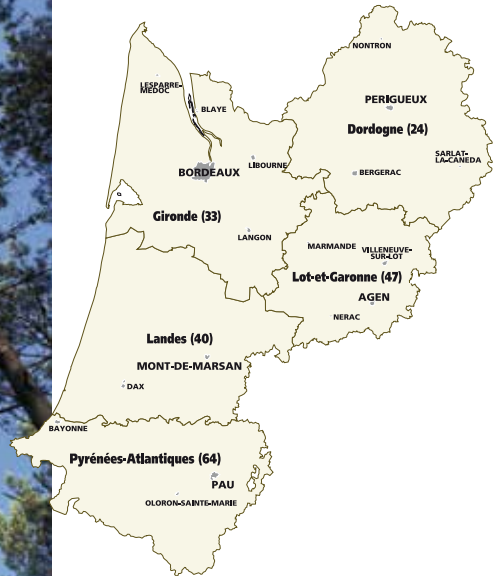 NONTRON
LESPARRE-
MEDOC
BLAYE
PERIGUEUX
Dordogne (24)
SARLAT-
LA-CANEDA
LIBOURNE
BORDEAUX
BERGERAC
Gironde (33)
LANGON
MARMANDE
VILLENEUVE-
SUR-LOT
Lot-et-Garonne (47)
AGEN
NERAC
Landes (40)
MONT-DE-MARSAN
DAX
BAYONNE
Pyrénées-Atlantiques (64)
PAU
OLORON-SAINTE-MARIE